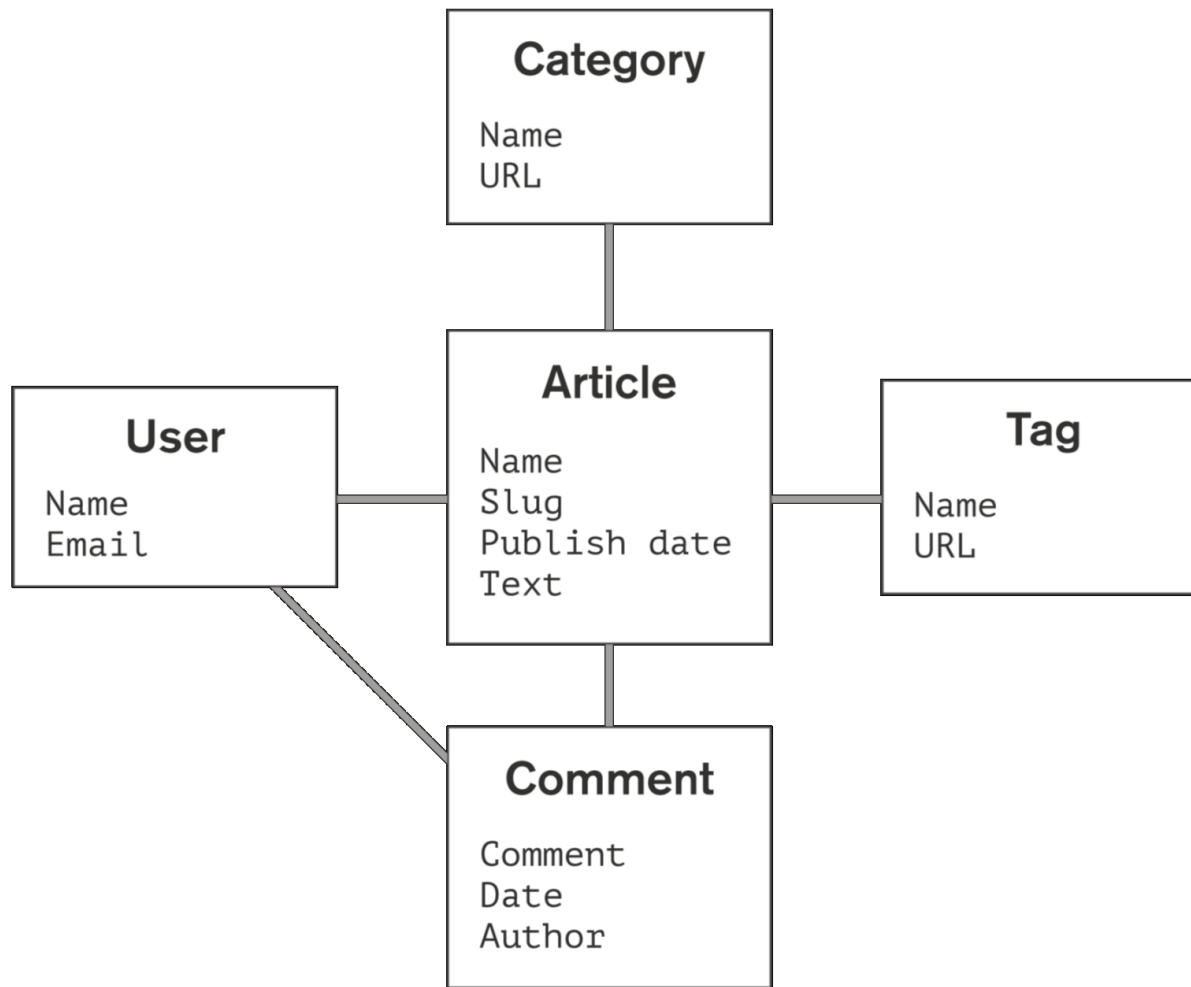 Category
Name
URL
Article
Name
Slug
Publish date
Text
User
Name
Email
Tag
Name
URL
Comment
Comment
Date
Author